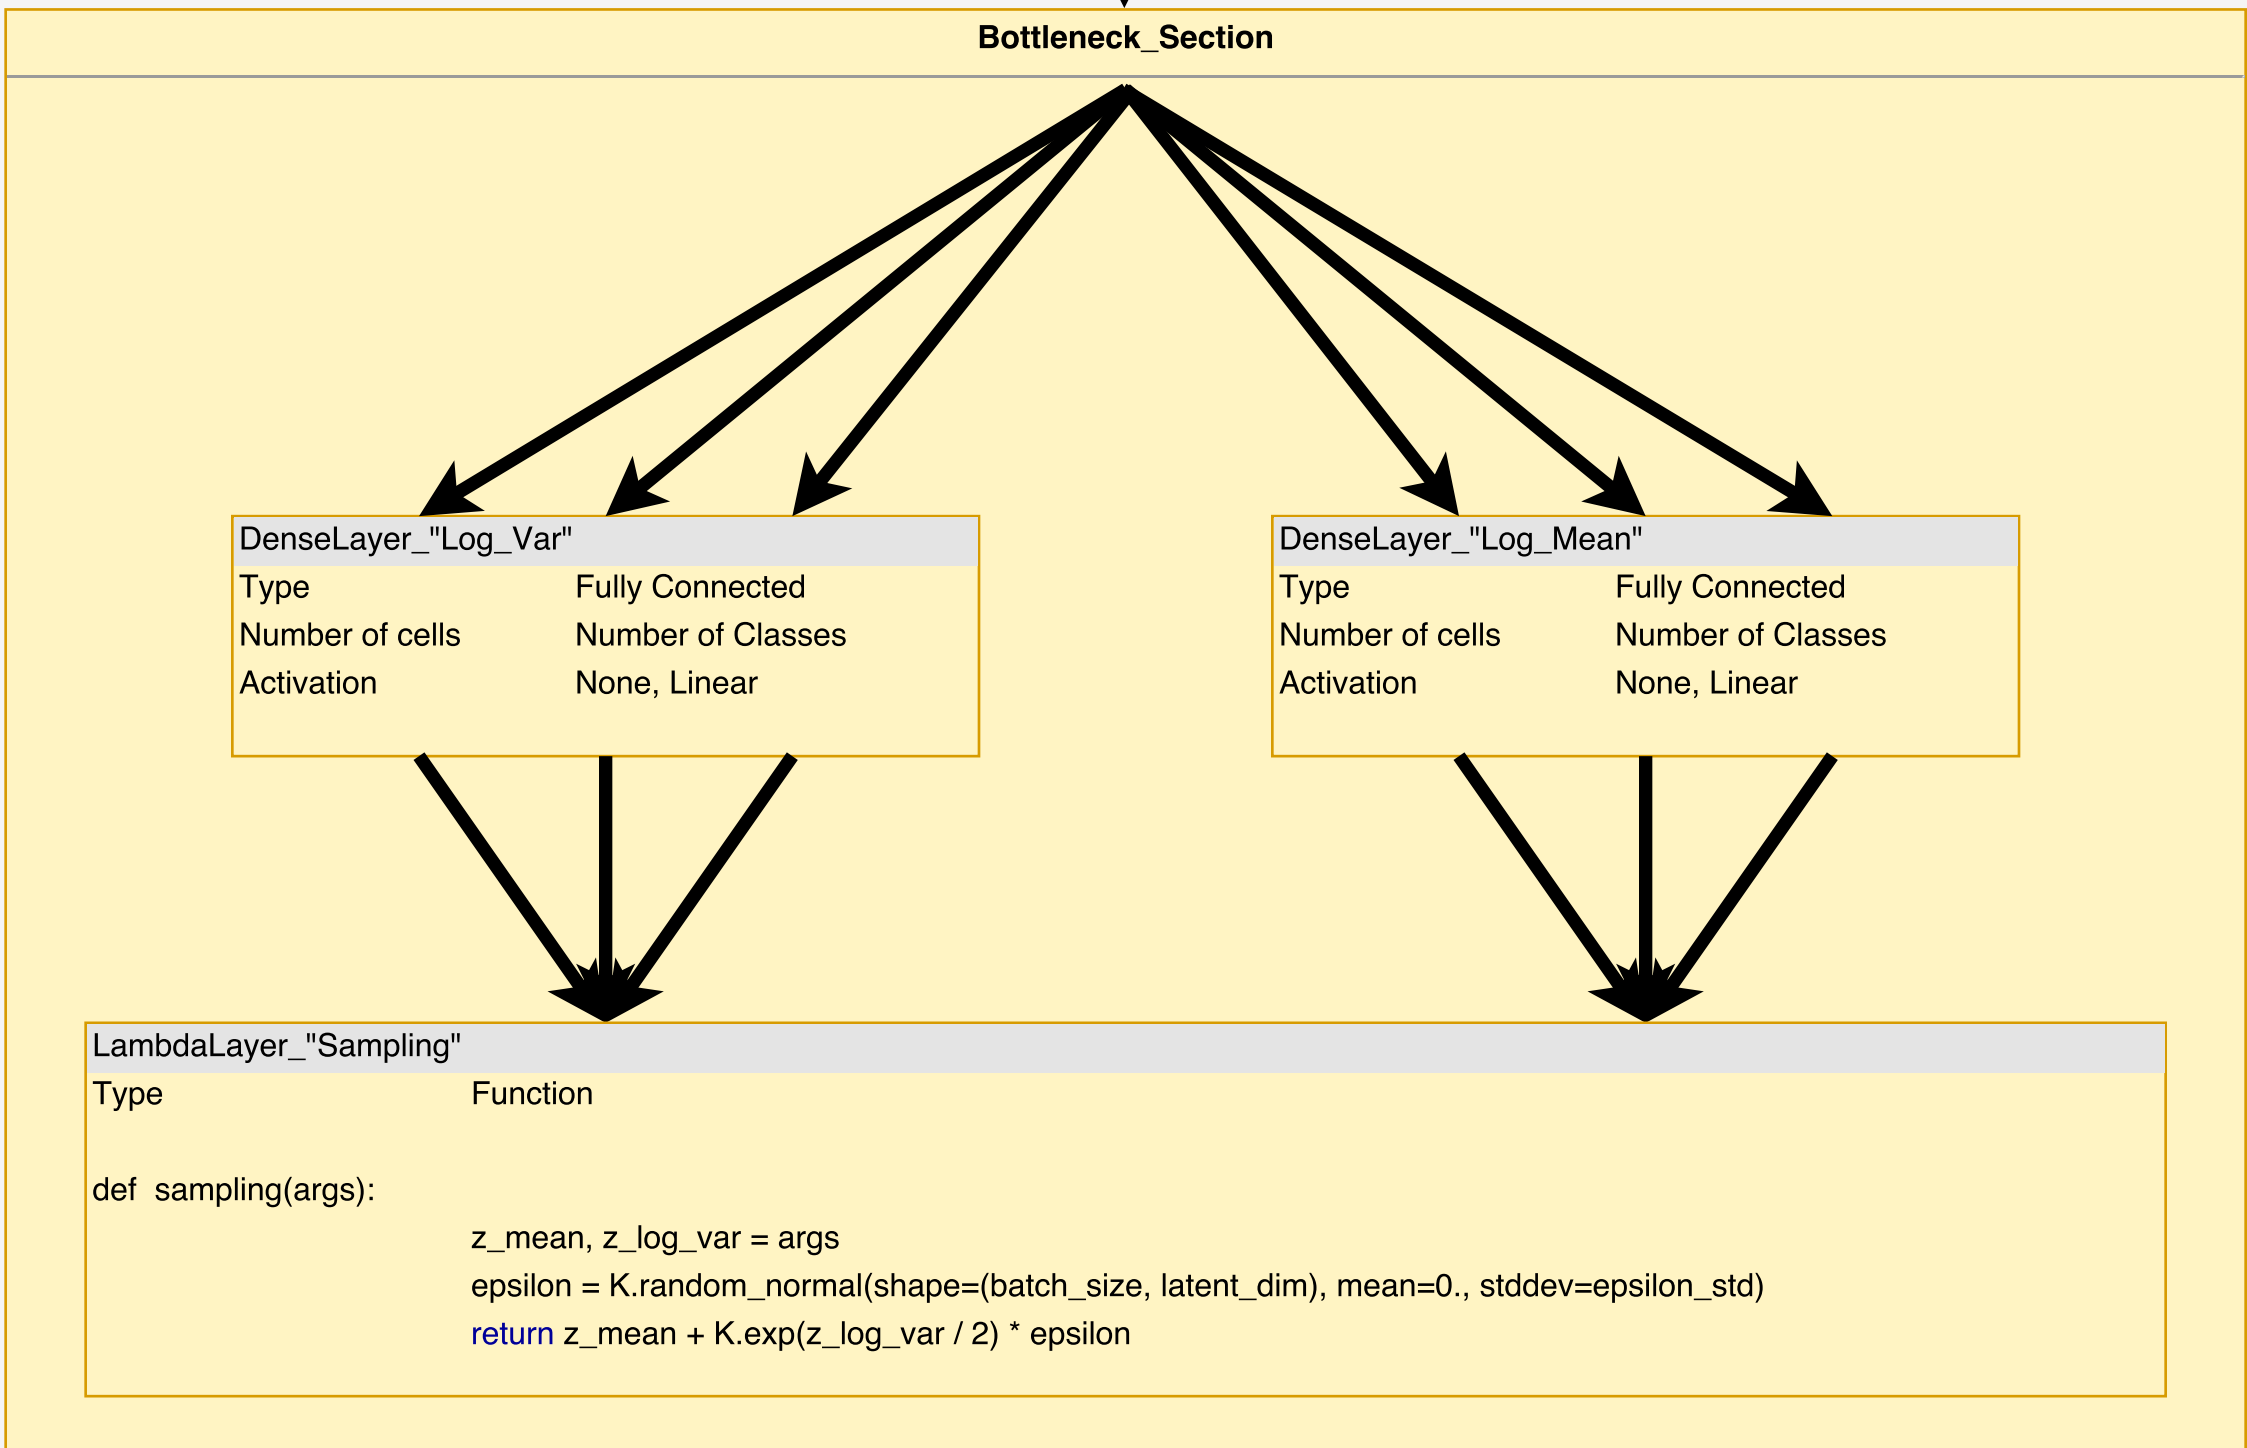 Bottleneck_Section
DenseLayer_"Log_Var"
Type Fully Connected
Number of cells Number of Classes
Activation None, Linear
DenseLayer_"Log_Mean"
Type Fully Connected
Number of cells Number of Classes
Activation None, Linear
LambdaLayer_"Sampling"
Type Function
def sampling(args):
z_mean, z_log_var = args
epsilon = K.random_normal(shape=(batch_size, latent_dim), mean=0., stddev=epsilon_std)
return z_mean + K.exp(z_log_var / 2) * epsilon